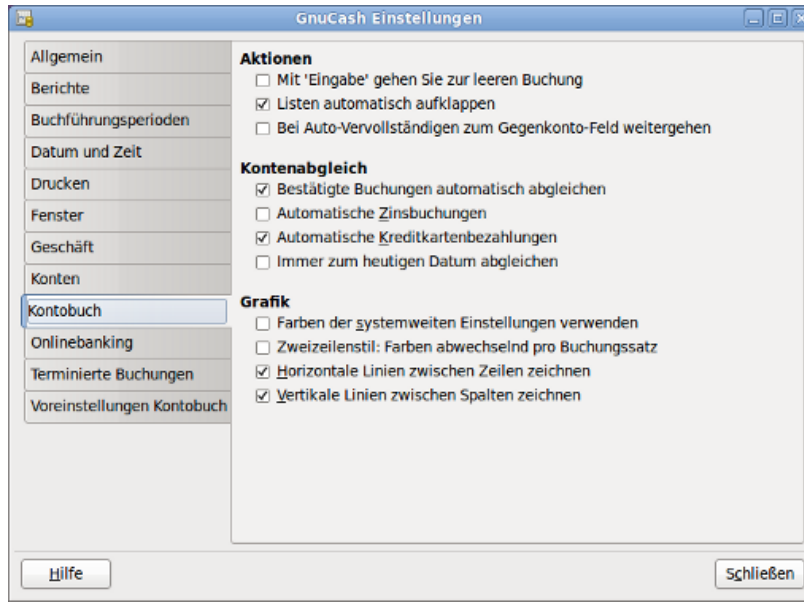 GnuCash Einstellungen
Allgemein
Berichte
Buchführungsperioden
Datum und Zeit
Drucken
Fenster
Geschäft
Konten
Kontobuch
Onlinebanking
Terminierte Buchungen
Voreinstellungen Kontobuch
Aktionen
Mit 'Eingabe' gehen Sie zur leeren Buchung
Listen automatisch aufklappen
Bei Auto-Vervollständigen zum Gegenkonto-Feld weitergehen
Kontenabgleich
Bestätigte Buchungen automatisch abgleichen
Automatische Zinsbuchungen
Automatische Kreditkartenbezahlungen
Immer zum heutigen Datum abgleichen
Grafik
Farben der systemweiten Einstellungen verwenden
Zweizeilenstil: Farben abwechselnd pro Buchungssatz
Horizontale Linien zwischen Zeilen zeichnen
Vertikale Linien zwischen Spalten zeichnen
Hilfe
Schließen